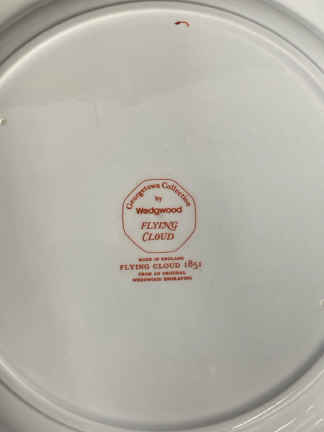 Georgetown Collection
by
Wedgwood
FLYING
CLOUD
MADE IN ENGLAND
FLYING CLOUD 1851
FROM AN ORIGINAL
WEDGWOOD ENGRAVING